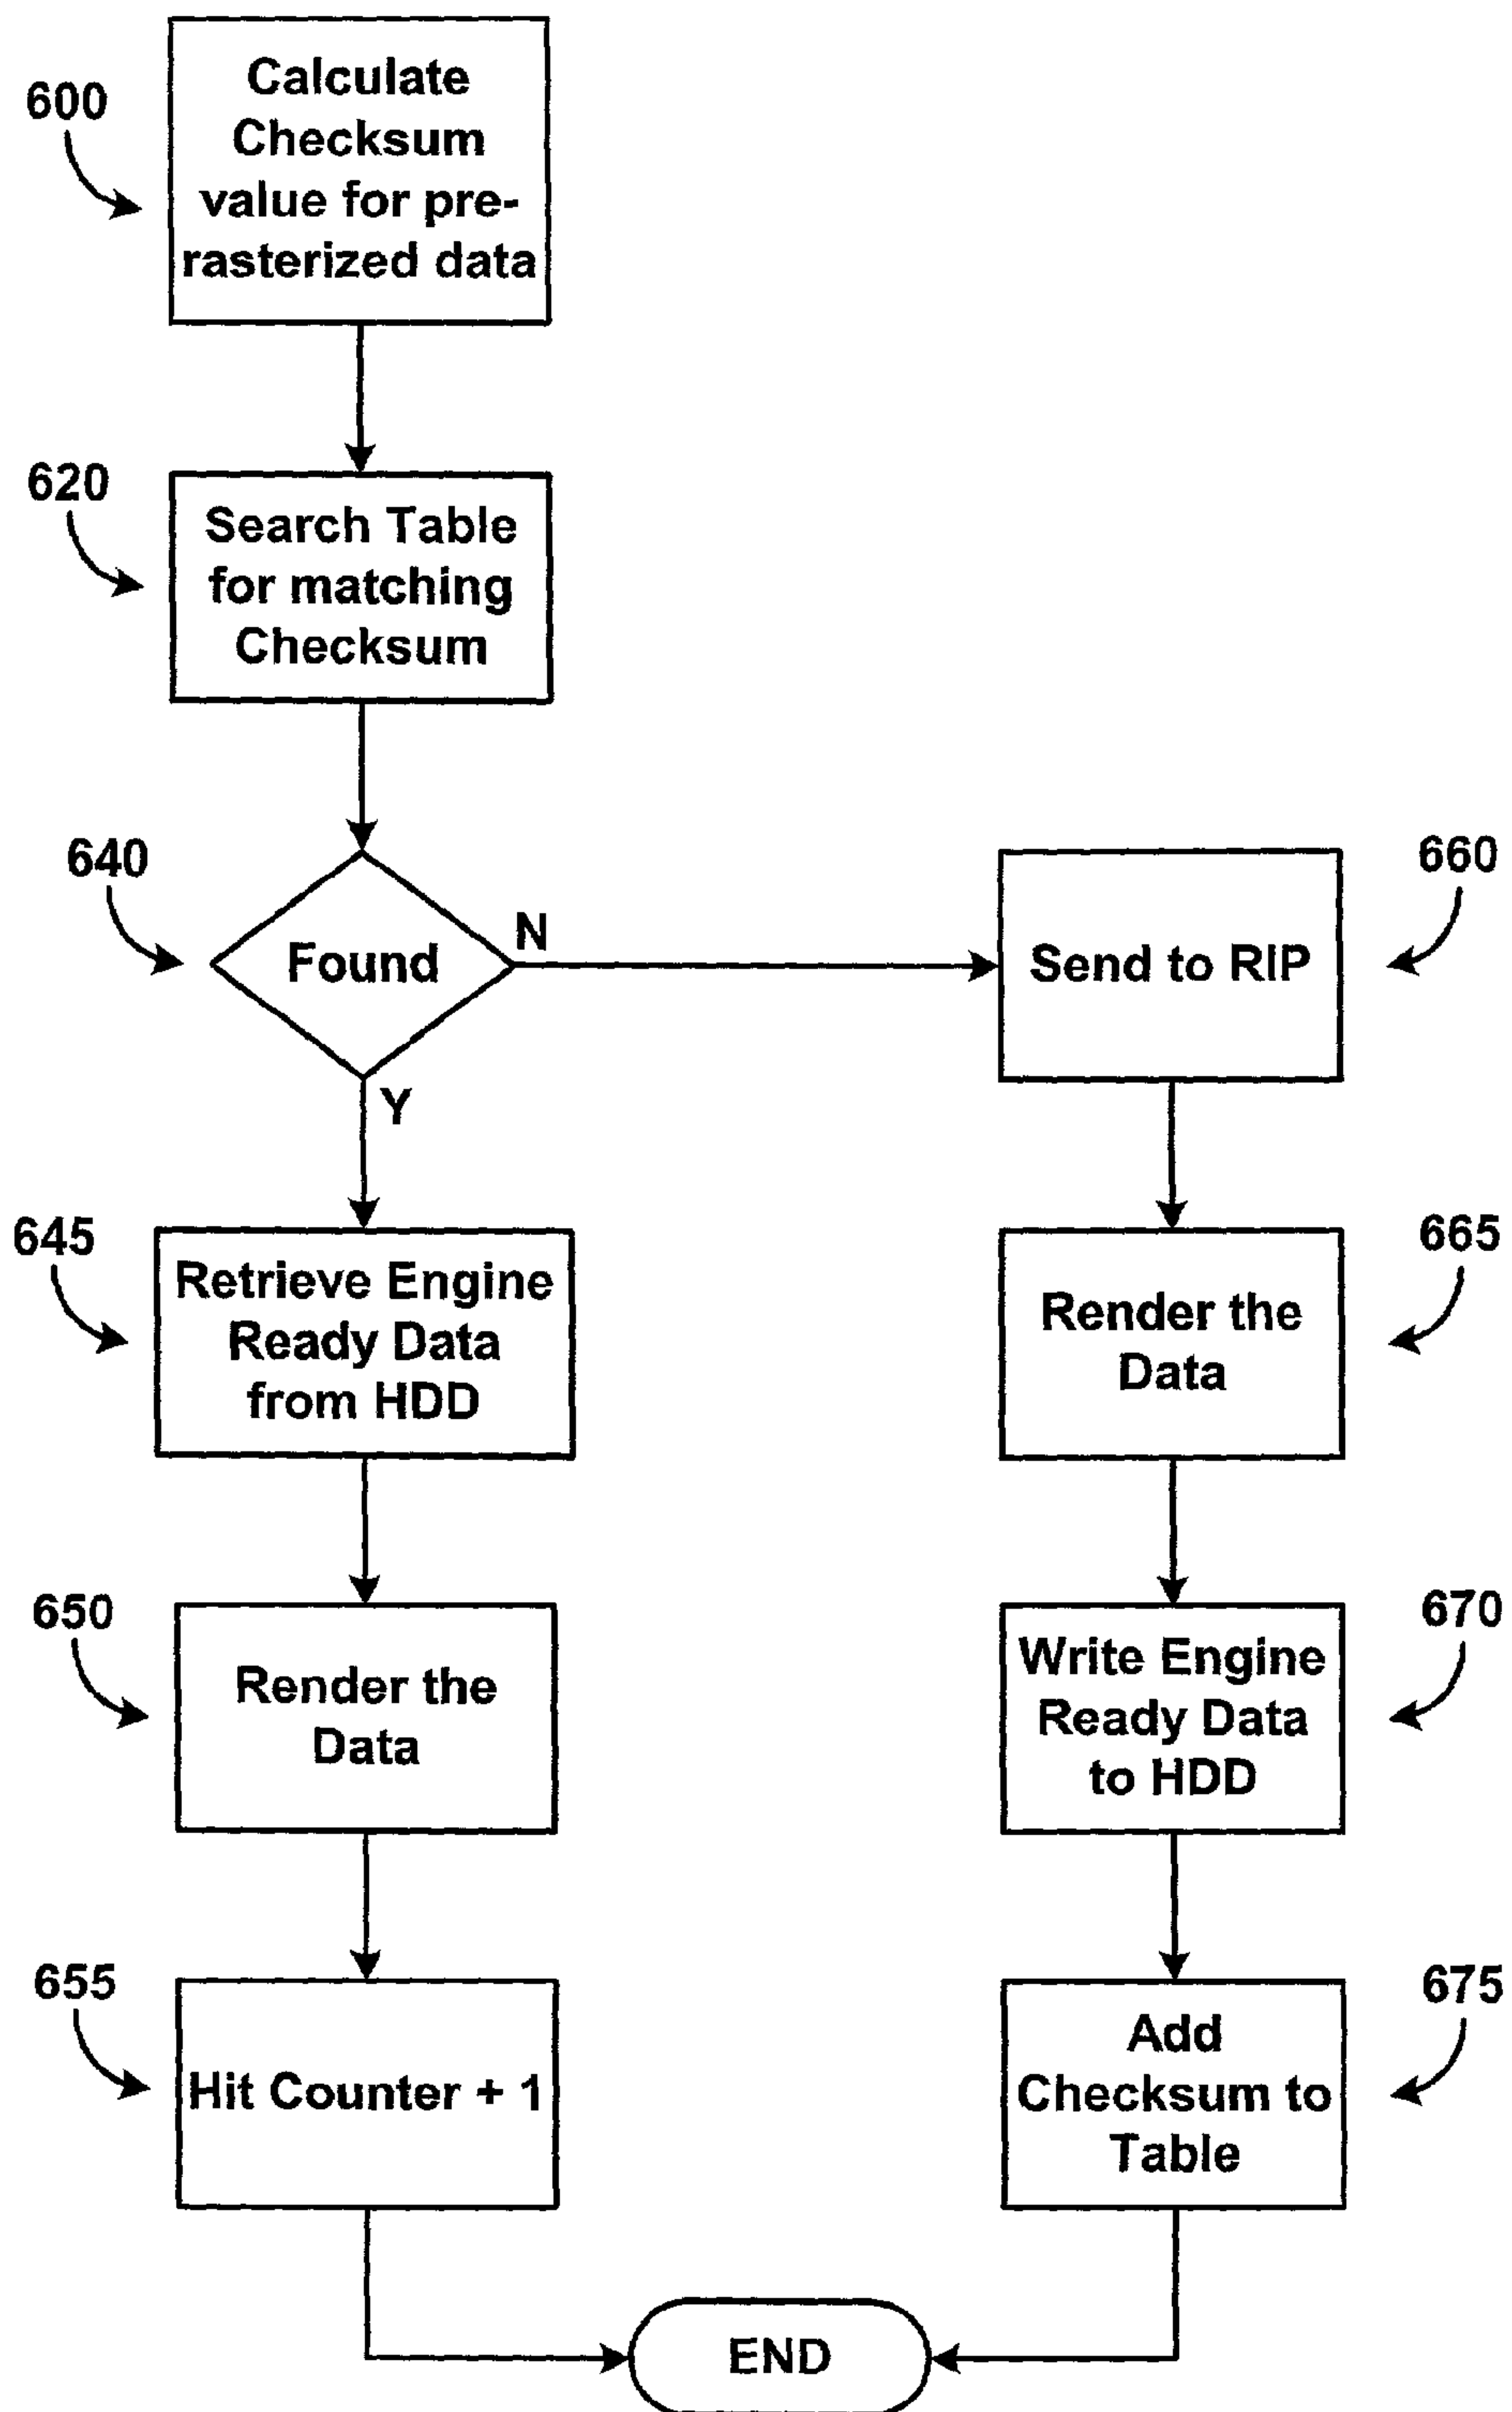 600
Calculate
Checksum
value for pre-
rasterized data
620
Search Table
for matching
Checksum
640
Found
N
Y
660
Send to RIP
645
Retrieve Engine
Ready Data
from HDD
665
Render the
Data
650
Render the
Data
670
Write Engine
Ready Data
to HDD
655
Hit Counter + 1
675
Add
Checksum to
Table
END